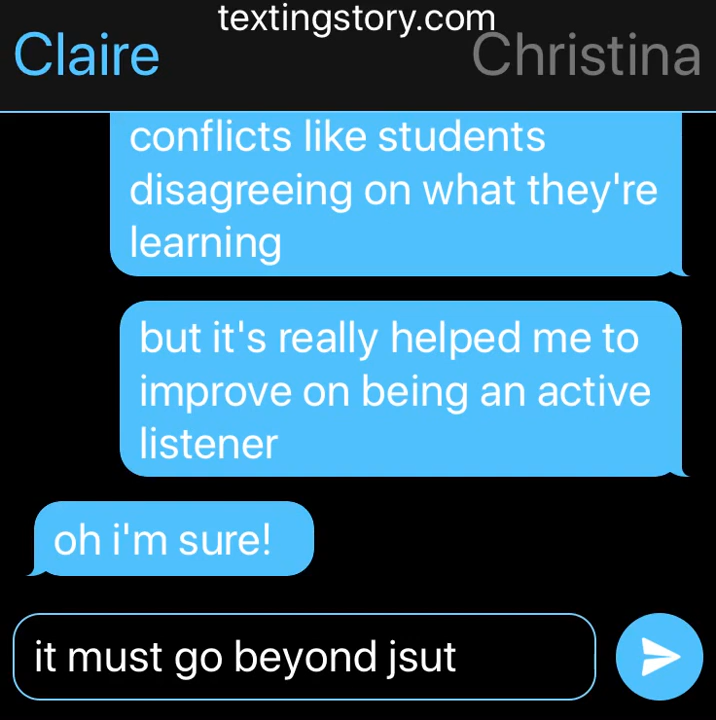 textingstory.com
Claire
Christina
conflicts like students
disagreeing on what they're
learning
but it's really helped me to
improve on being an active
listener
oh i'm sure!
it must go beyond jsut